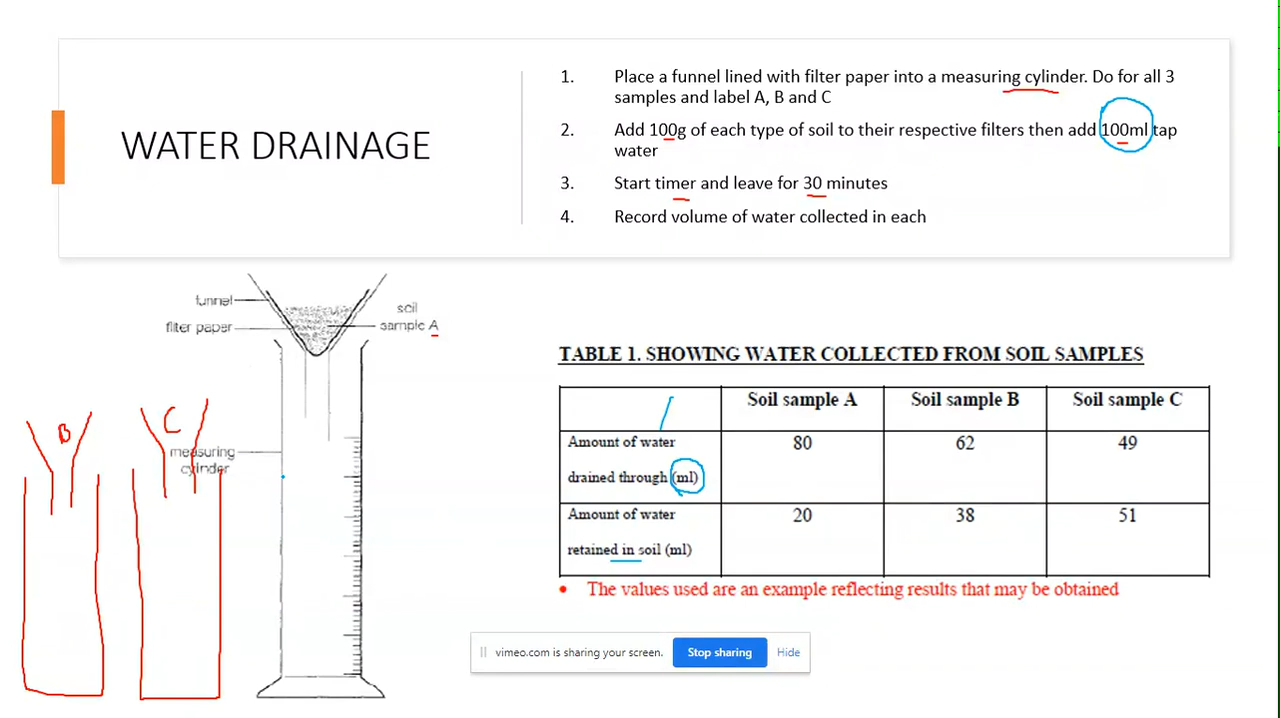 WATER DRAINAGE
1. Place a funnel lined with filter paper into a measuring cylinder. Do for all 3
samples and label A, B and C
2. Add 100g of each type of soil to their respective filters then add 100ml tap
water
3. Start timer and leave for 30 minutes
4. Record volume of water collected in each
funnel
filter paper
soil
sample A
measuring
cylinder
B
C
TABLE 1. SHOWING WATER COLLECTED FROM SOIL SAMPLES
Soil sample A Soil sample B Soil sample C
Amount of water 80 62 49
drained through (ml)
Amount of water 20 38 51
retained in soil (ml)
• The values used are an example reflecting results that may be obtained
vimeo.com is sharing your screen. Stop sharing Hide